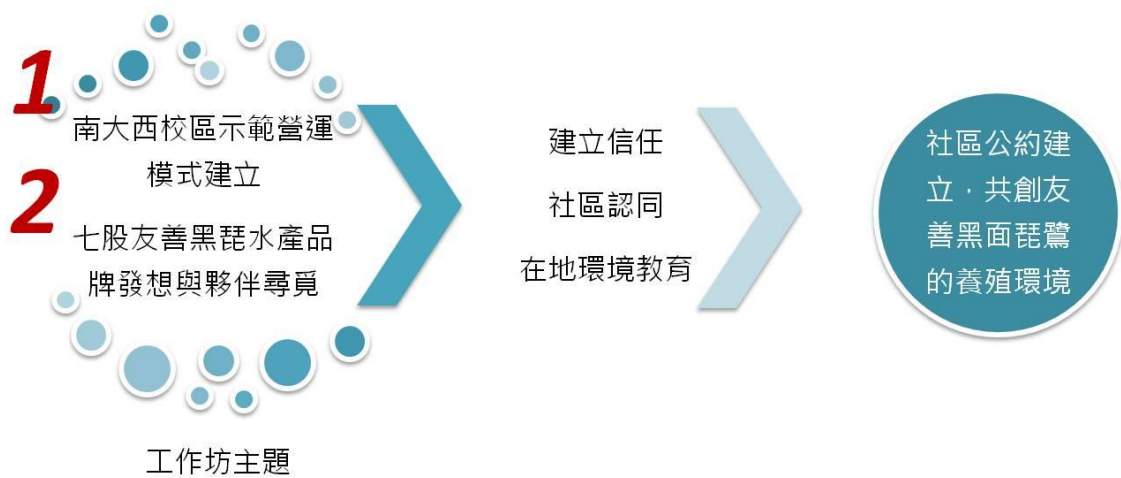 1
南大西校區示範營運
模式建立
2
七股友善黑琵水產品
牌發想與夥伴尋覓
工作坊主題
建立信任
社區認同
在地環境教育
社區公約建
立，共創友
善黑面琵鷺
的養殖環境